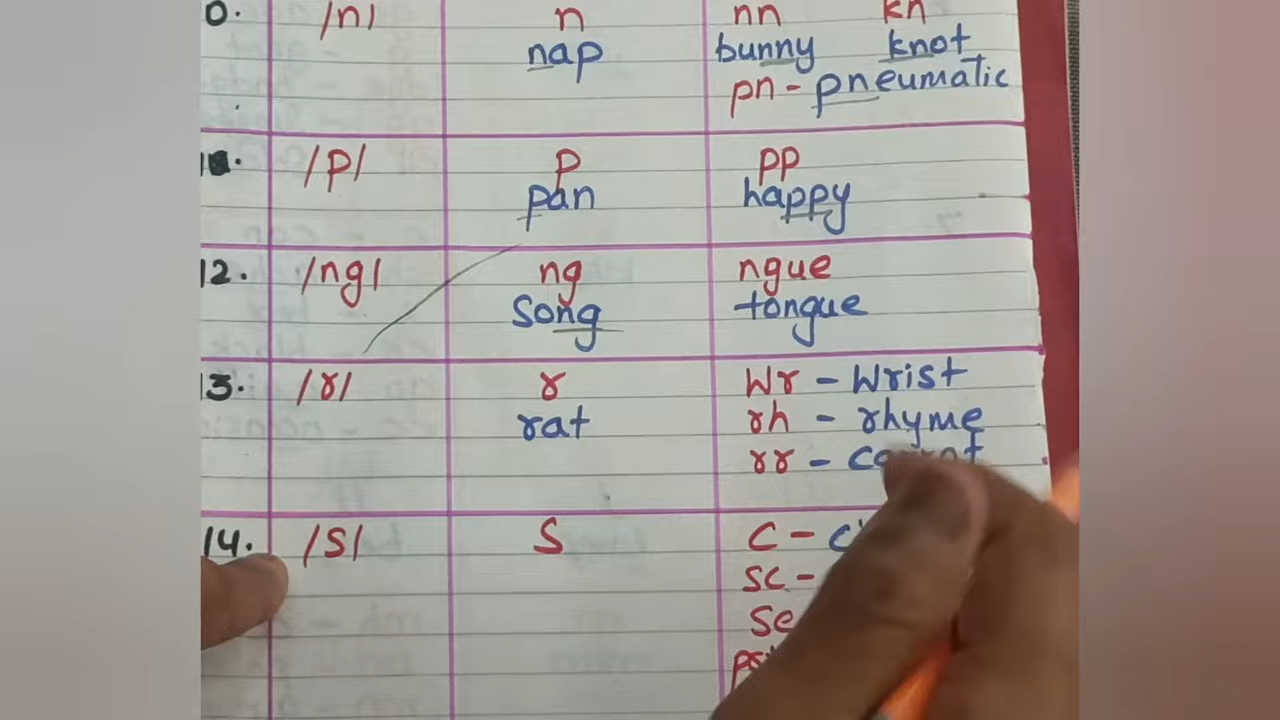 /n/ n nn kn
nap bunny knot
pn - pneumatic
/p/ p pp
pan happy
12. /ng/ ng ngue
song tongue
13. /r/ r wr - wrist
rat rh - rhyme
rr -
14. /s/ s c -
sc -
se